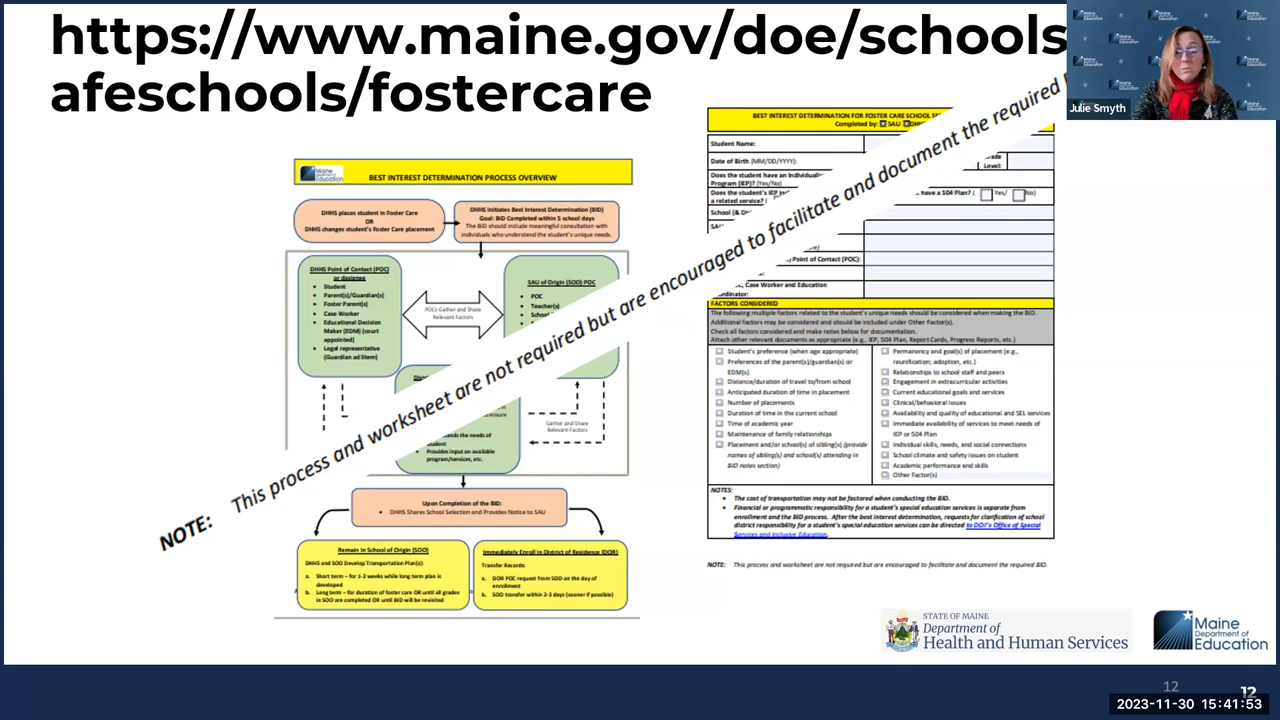 https://www.maine.gov/doe/schools
afeschools/fostercare
Maine
Department of
Education
Julie Smyth
Maine
Department of
Education
BEST INTEREST DETERMINATION PROCESS OVERVIEW
DHHS places student in Foster Care
OR
DHHS changes student's Foster Care placement
DHHS Initiates Best Interest Determination (BID)
Goal: BID Completed within 5 school days
The BID should include meaningful consultation with
individuals who understand the student's unique needs.
DHHS Point of Contact (POC)
or designee
• Student
• Parent(s)/Guardian(s)
• Foster Parent(s)
• Case Worker
• Educational Decision
Maker (EDM) (court
appointed)
• Legal representative
(Guardian ad litem)
POCs Gather and Share
Relevant Factors
SAU of Origin (SOO) POC
• POC
• Teacher(s)
Gather and Share
Relevant Factors
• Provides input on available
program/services, etc.
Upon Completion of the BID:
• DHHS Shares School Selection and Provides Notice to SAU
Remain in School of Origin (SOO)
DHHS and SOO Develop Transportation Plan(s):
a. Short term – for 1-2 weeks while long term plan is
developed
b. Long term – for duration of foster care OR until all grades
in SOO are completed OR until BID will be revisited
Immediately Enroll in District of Residence (DOR)
Transfer Records:
a. DOR POC request from SOO on the day of
enrollment
b. SOO transfer within 2-3 days (sooner if possible)
NOTE: This process and worksheet are not required but are encouraged to facilitate and document the required
BEST INTEREST DETERMINATION FOR FOSTER CARE SCHOOL
Completed by: SAU
Student Name:
Date of Birth (MM/DD/YYYY):
Level:
Does the student have an
Program (IEP)? (Yes/No)
Does the student's IEP
a related service?
have a 504 Plan? ( Yes/ No)
Point of Contact (POC):
Case Worker and Education
FACTORS CONSIDERED
The following multiple factors related to the student's unique needs should be considered when making the BID.
Additional factors may be considered and should be included under Other Factor(s).
Check all factors considered and make notes below for documentation.
Attach other relevant documents as appropriate (e.g., IEP, 504 Plan, Report Cards, Progress Reports, etc.)
Student's preference (when age appropriate)
Preferences of the parent(s)/guardian(s) or
EDM(s)
Distance/duration of travel to/from school
Anticipated duration of time in placement
Number of placements
Duration of time in the current school
Time of academic year
Maintenance of family relationships
Placement and/or school(s) of sibling(s) (provide
names of sibling(s) and school(s) attending in
BID notes section)
Permanency and goal(s) of placement (e.g.,
reunification; adoption, etc.)
Relationships to school staff and peers
Engagement in extracurricular activities
Current educational goals and services
Clinical/behavioral issues
Availability and quality of educational and SEL services
Immediate availability of services to meet needs of
IEP or 504 Plan
Individual skills, needs, and social connections
School climate and safety issues on student
Academic performance and skills
Other Factor(s)
NOTES:
• The cost of transportation may not be factored when conducting the BID.
• Financial or programmatic responsibility for a student's special education services is separate from
enrollment and the BID process. After the best interest determination, requests for clarification of school
district responsibility for a student's special education services can be directed to DOE's Office of Special
Services and Inclusive Education.
NOTE: This process and worksheet are not required but are encouraged to facilitate and document the required BID.
STATE OF MAINE
Department of
Health and Human Services
Maine
Department of
Education
12
12
2023-11-30 15:41:53